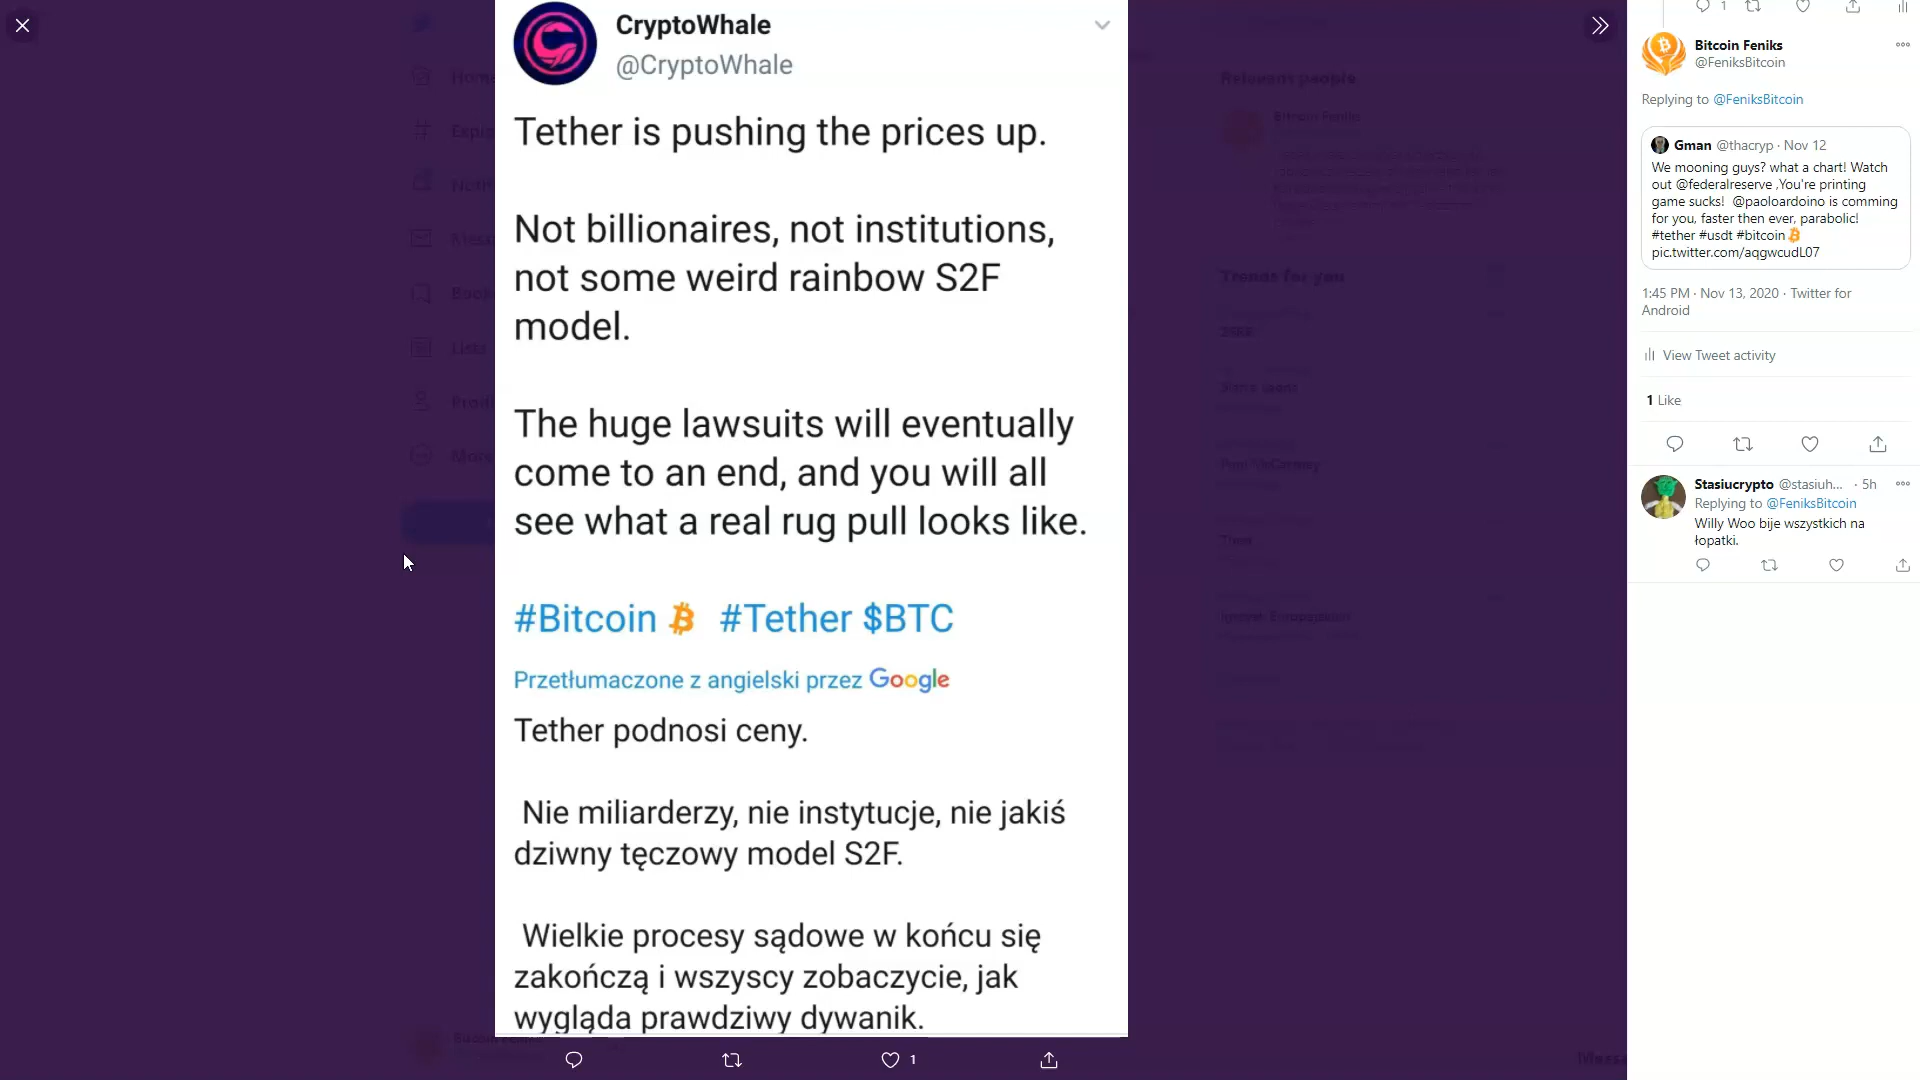 CryptoWhale
@CryptoWhale
Tether is pushing the prices up.
Not billionaires, not institutions,
not some weird rainbow S2F
model.
The huge lawsuits will eventually
come to an end, and you will all
see what a real rug pull looks like.
#Bitcoin #Tether $BTC
Przetłumaczone z angielski przez Google
Tether podnosi ceny.
Nie miliarderzy, nie instytucje, nie jakiś
dziwny tęczowy model S2F.
Wielkie procesy sądowe w końcu się
zakończą i wszyscy zobaczycie, jak
wygląda prawdziwy dywanik.
1
1
Bitcoin Feniks
@FeniksBitcoin
Replying to @FeniksBitcoin
Gman @thacryp · Nov 12
We mooning guys? what a chart! Watch
out @federalreserve ,You're printing
game sucks! @paoloardoino is comming
for you, faster then ever, parabolic!
#tether #usdt #bitcoin
pic.twitter.com/aqgwcudL07
1:45 PM · Nov 13, 2020 · Twitter for
Android
View Tweet activity
1 Like
Stasiucrypto @stasiuh... · 5h
Replying to @FeniksBitcoin
Willy Woo bije wszystkich na
łopatki.
Relevant people
Bitcoin Feniks
Trends for you